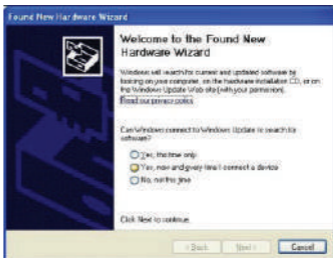 Found New Hardware Wizard
Welcome to the Found New
Hardware Wizard
Windows will search for current and updated software by
looking on your computer, on the hardware installation CD, or on
the Windows Update Web site (with your permission).
Read our privacy policy
Can Windows connect to Windows Update to search for
software?
Yes, this time only
Yes, now and every time I connect a device
No, not this time
Click Next to continue.
< Back
Next >
Cancel